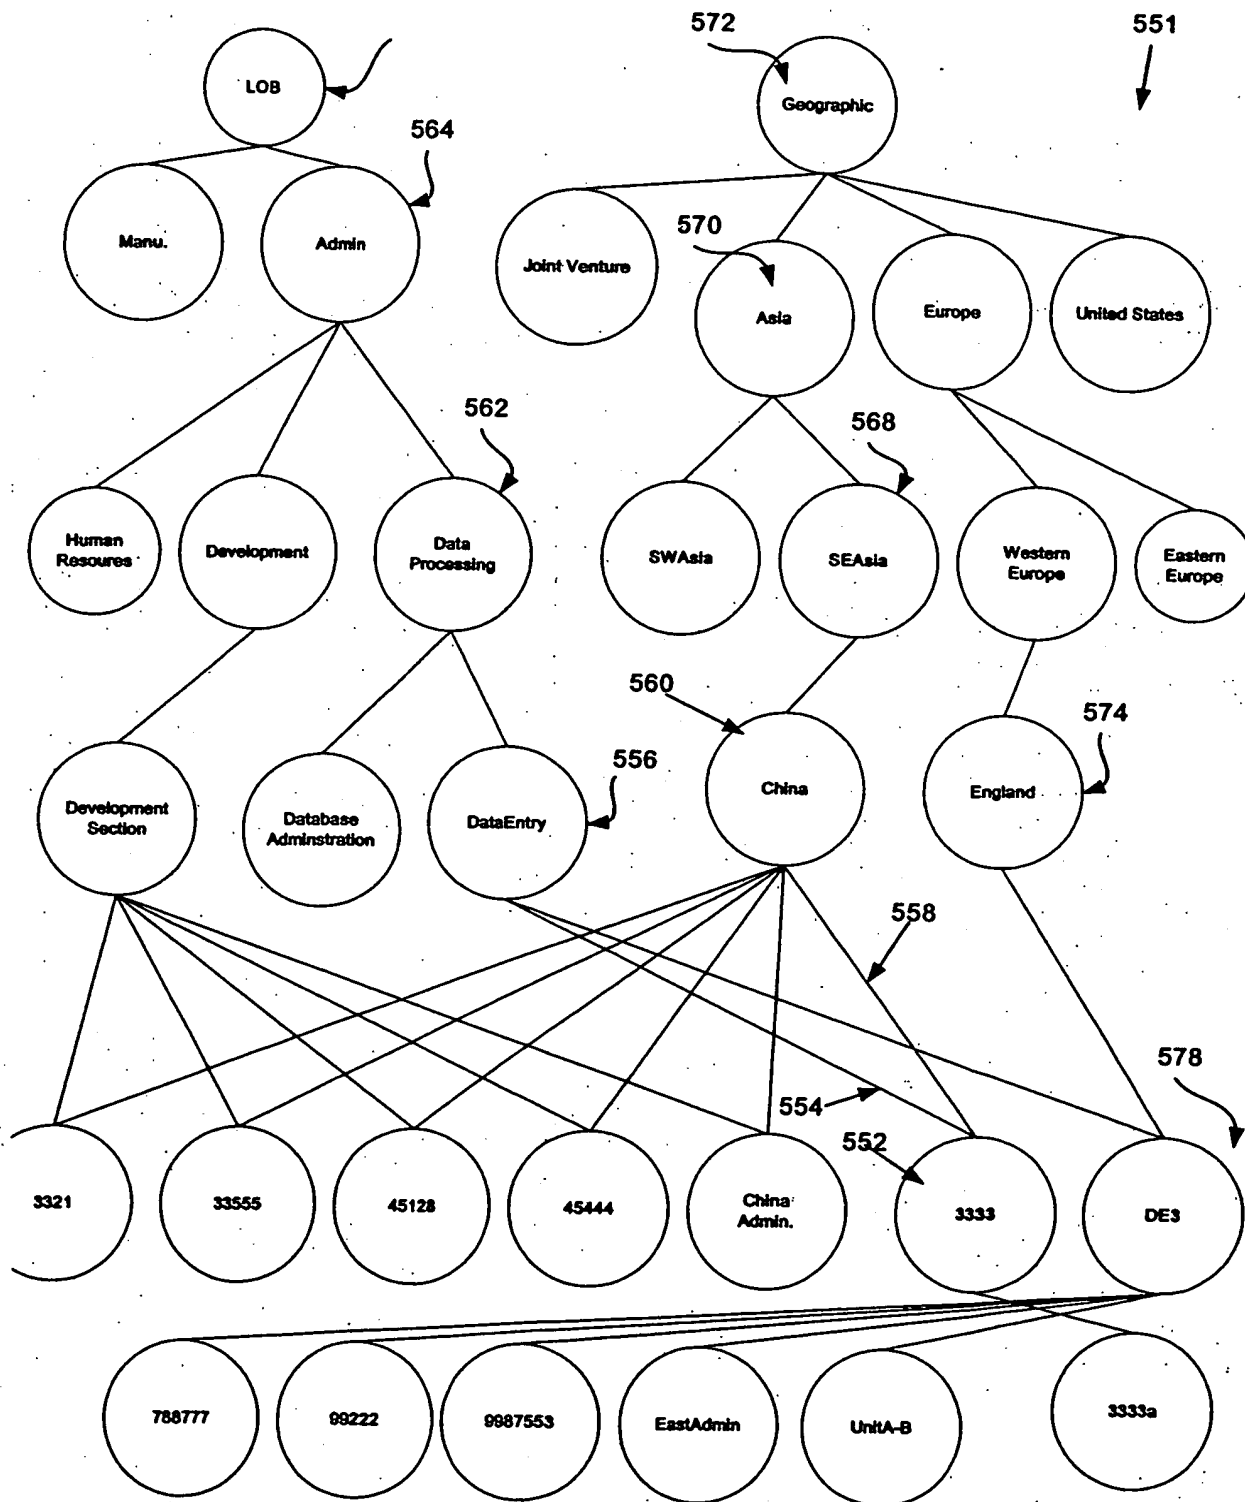 572
551
LOB
Geographic
564
570
Manu.
Admin
Joint Venture
Asia
Europe
United States
562
568
Human
Resoures
Development
Data
Processing
SWAsia
SEAsia
Western
Europe
Eastern
Europe
560
574
556
Development
Section
Database
Adminstration
DataEntry
China
England
558
578
554
552
3321
33555
45128
45444
China
Admin.
3333
DE3
788777
99222
9987553
EastAdmin
UnitA-B
3333a